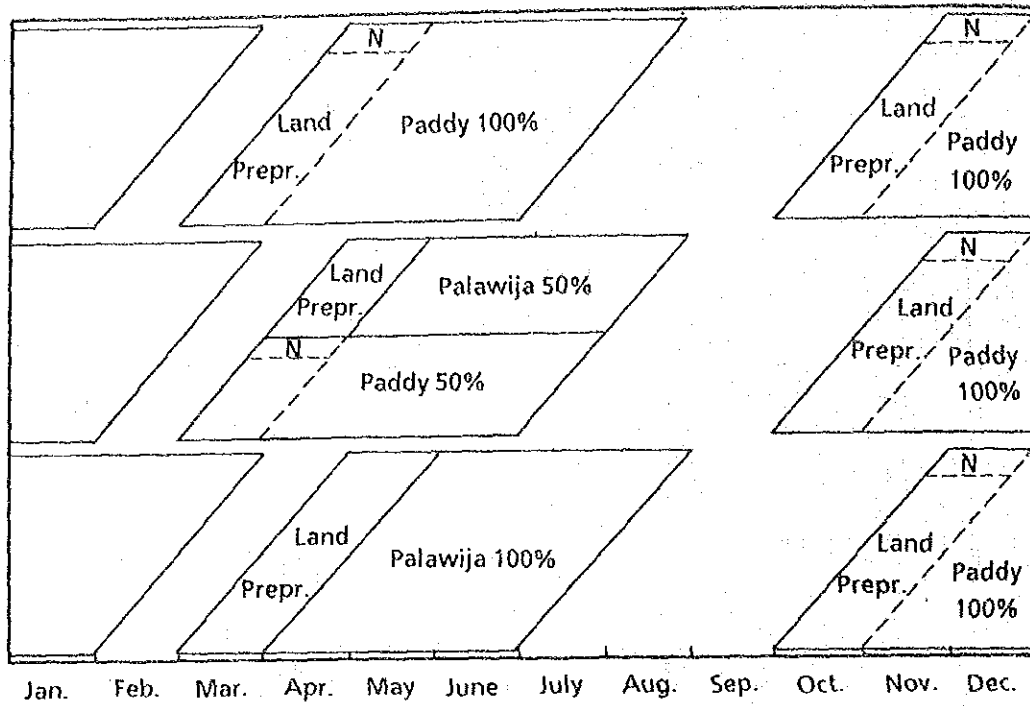 N
N
Land
Land
Paddy 100%
Paddy
Prepr.
Prepr.
100%
Land
N
Prepr.
Palawija 50%
Land
N
Prepr.
Paddy
Paddy 50%
100%
N
Land
Land
Palawija 100%
Prepr.
Prepr.
Paddy
100%
Jan. Feb. Mar. Apr. May June July Aug. Sep. Oct. Nov. Dec.